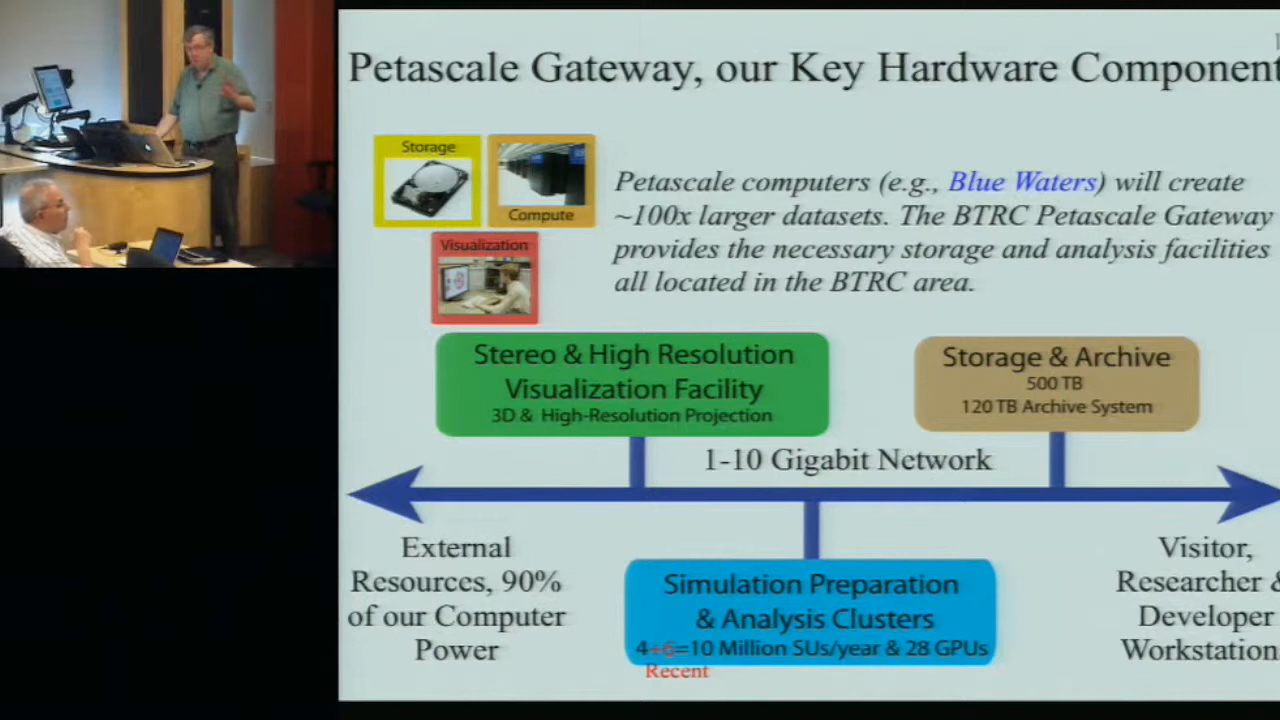 Petascale Gateway, our Key Hardware Component
Storage
Compute
Visualization
Petascale computers (e.g., Blue Waters) will create
~100x larger datasets. The BTRC Petascale Gateway
provides the necessary storage and analysis facilities
all located in the BTRC area.
Stereo & High Resolution
Visualization Facility
3D & High-Resolution Projection
Storage & Archive
500 TB
120 TB Archive System
1-10 Gigabit Network
External
Resources, 90%
of our Computer
Power
Simulation Preparation
& Analysis Clusters
4+6=10 Million SUs/year & 28 GPUs
Recent
Visitor,
Researcher &
Developer
Workstation